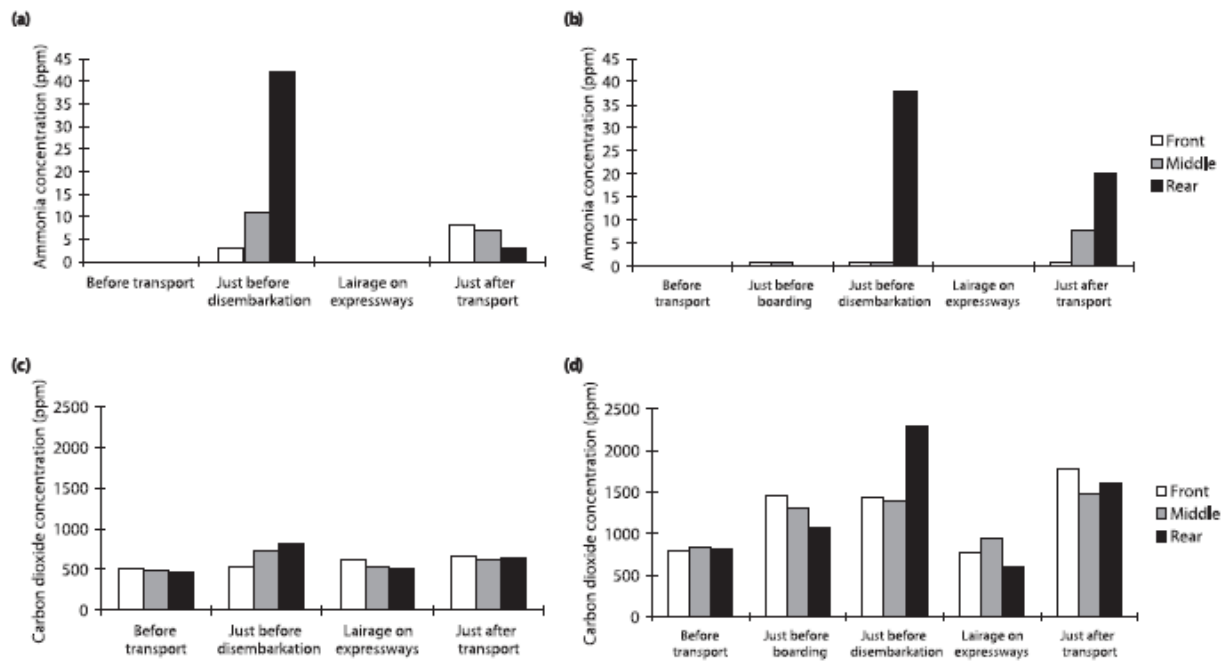 (a)
Ammonia concentration (ppm)
45
40
35
30
25
20
15
10
5
0
Before transport
Just before
disembarkation
Lairage on
expressways
Just after
transport
(b)
Ammonia concentration (ppm)
45
40
35
30
25
20
15
10
5
0
Before
transport
Just before
boarding
Just before
disembarkation
Lairage on
expressways
Just after
transport
Front
Middle
Rear
(c)
Carbon dioxide concentration (ppm)
2500
2000
1500
1000
500
0
Before
transport
Just before
disembarkation
Lairage on
expressways
Just after
transport
(d)
Carbon dioxide concentration (ppm)
2500
2000
1500
1000
500
0
Before
transport
Just before
boarding
Just before
disembarkation
Lairage on
expressways
Just after
transport
Front
Middle
Rear